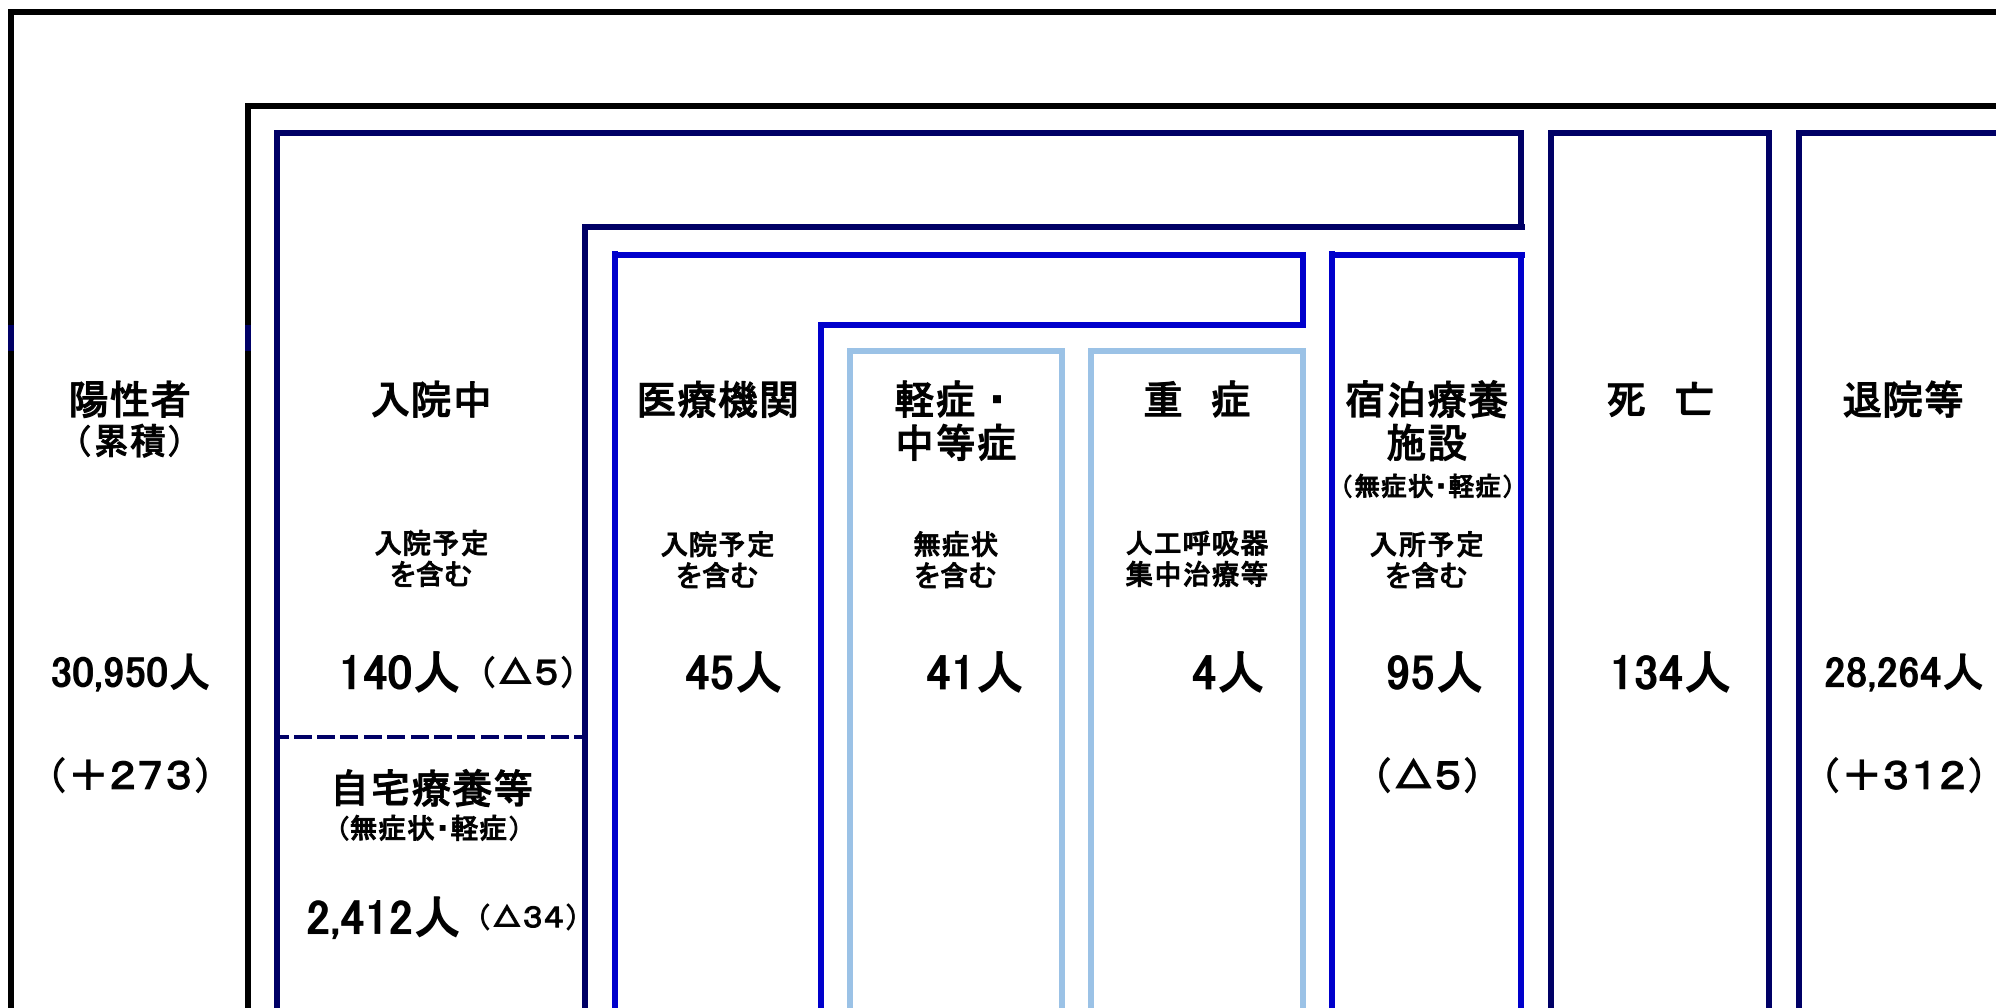 陽性者
（累積）
30,950人
（＋273）
入院中
入院予定
を含む
140人 （△5）
自宅療養等
（無症状・軽症）
2,412人 （△34）
医療機関
入院予定
を含む
45人
軽症・
中等症
無症状
を含む
41人
重 症
人工呼吸器
集中治療等
4人
宿泊療養
施設
（無症状・軽症）
入所予定
を含む
95人
（△5）
死 亡
134人
退院等
28,264人
（＋312）